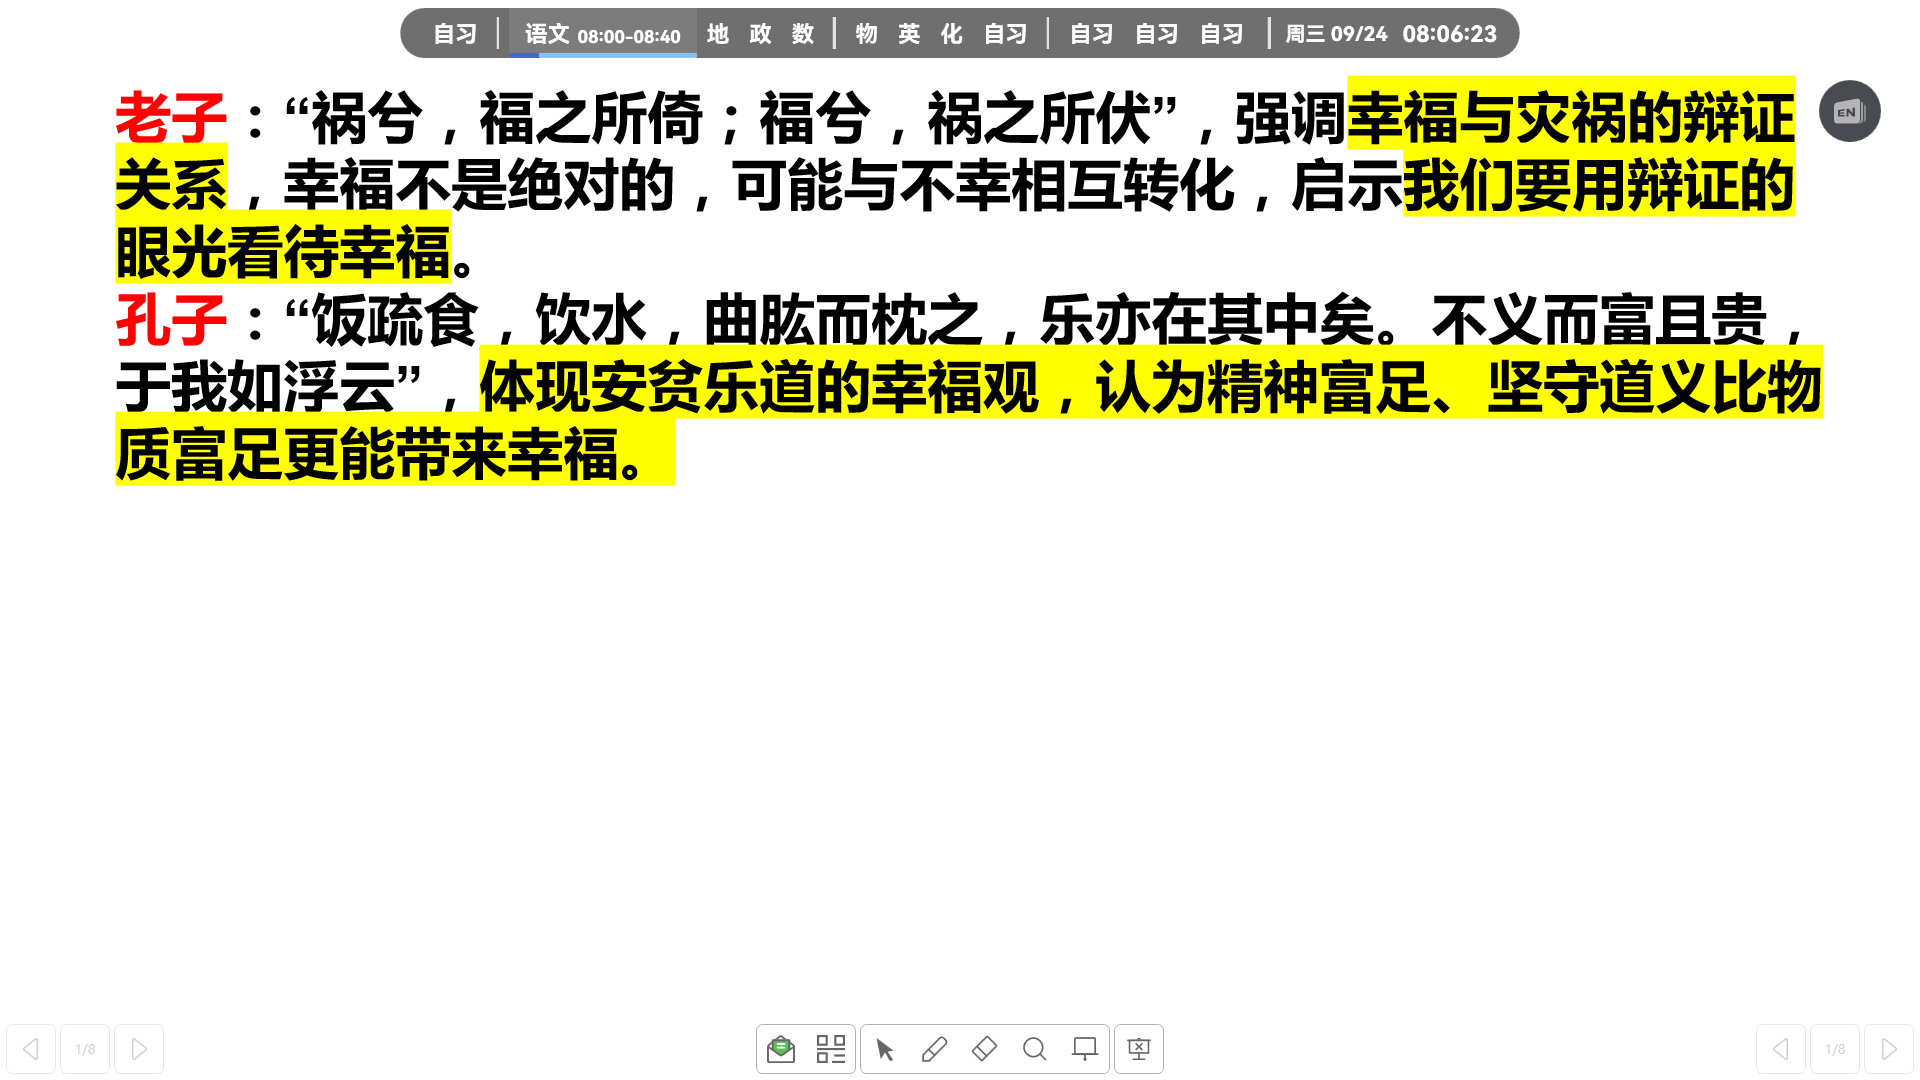 自习 语文 08:00-08:40 地 政 数 物 英 化 自习 自习 自习 自习 周三 09/24 08:06:23
老子：“祸兮，福之所倚；福兮，祸之所伏”，强调幸福与灾祸的辩证
关系，幸福不是绝对的，可能与不幸相互转化，启示我们要用辩证的
眼光看待幸福。
孔子：“饭疏食，饮水，曲肱而枕之，乐亦在其中矣。不义而富且贵，
于我如浮云”，体现安贫乐道的幸福观，认为精神富足、坚守道义比物
质富足更能带来幸福。
EN
1/8
1/8